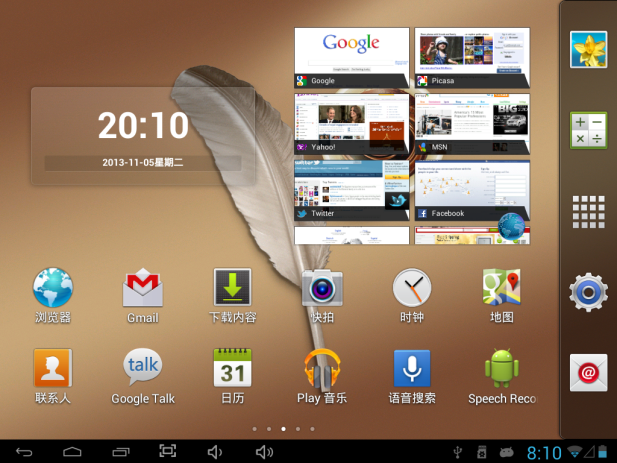 20:10
2013-11-05星期二
Google
Google
Picasa
Yahoo!
MSN
Twitter
Facebook
浏览器
Gmail
下载内容
快拍
时钟
地图
talk
31
联系人
Google Talk
日历
Play 音乐
语音搜索
Speech Reco
8:10